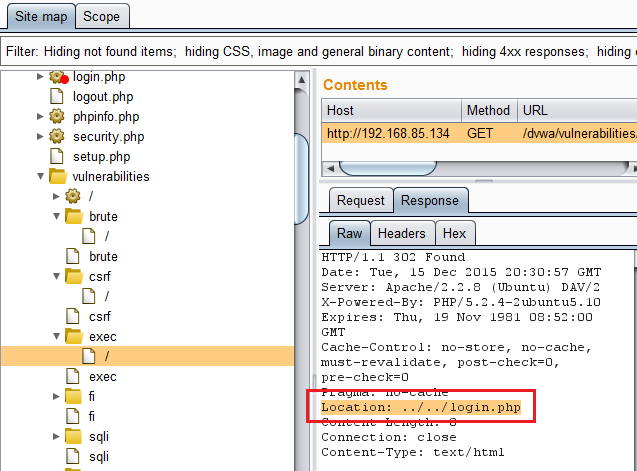 Site map
Scope
Filter: Hiding not found items; hiding CSS, image and general binary content; hiding 4xx responses; hiding
login.php
logout.php
phpinfo.php
security.php
setup.php
vulnerabilities
/
brute
/
brute
csrf
/
csrf
exec
/
exec
fi
fi
sqli
sqli
Contents
Host Method URL
http://192.168.85.134 GET /dvwa/vulnerabilities/
Request Response
Raw Headers Hex
HTTP/1.1 302 Found
Date: Tue, 15 Dec 2015 20:30:57 GMT
Server: Apache/2.2.8 (Ubuntu) DAV/2
X-Powered-By: PHP/5.2.4-2ubuntu5.10
Expires: Thu, 19 Nov 1981 08:52:00
GMT
Cache-Control: no-store, no-cache,
must-revalidate, post-check=0,
pre-check=0
Pragma: no-cache
Location: ../../login.php
Content-Length: 0
Connection: close
Content-Type: text/html